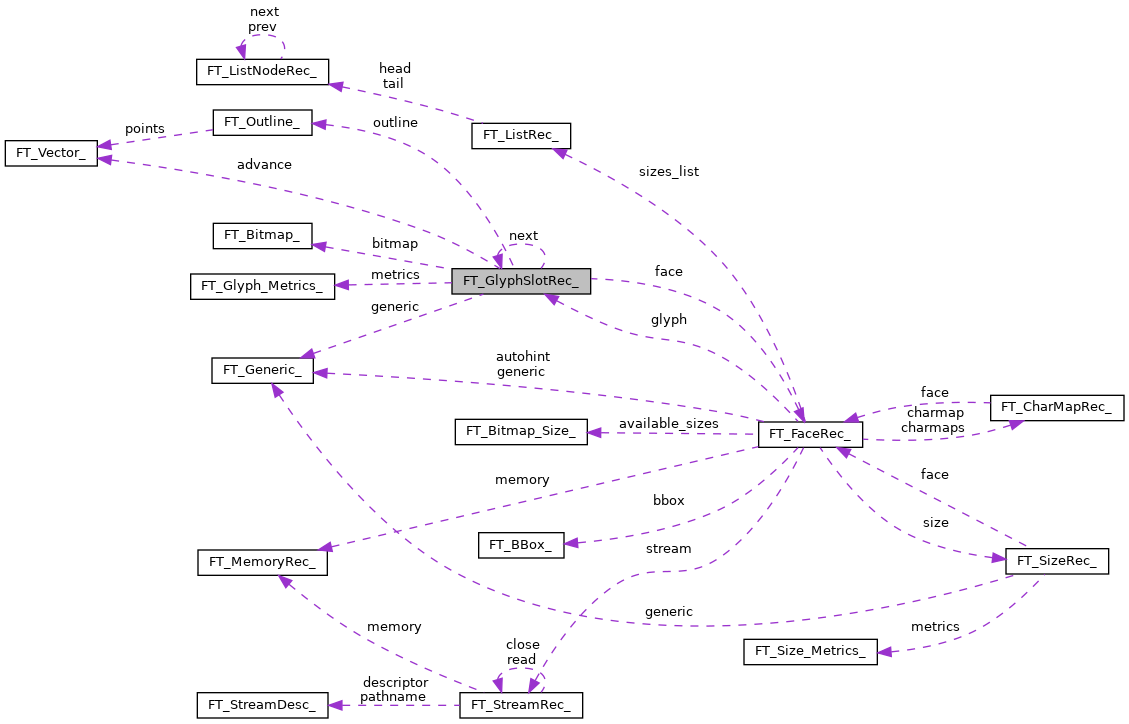 next
prev
FT_ListNodeRec_
head
tail
FT_Outline_
points
outline
FT_ListRec_
FT_Vector_
advance
sizes_list
FT_Bitmap_
bitmap
next
FT_Glyph_Metrics_
metrics
FT_GlyphSlotRec_
face
generic
glyph
FT_Generic_
autohint
generic
face
FT_CharMapRec_
charmap
charmaps
FT_Bitmap_Size_
available_sizes
FT_FaceRec_
memory
face
bbox
size
FT_BBox_
stream
FT_MemoryRec_
FT_SizeRec_
generic
memory
metrics
close
read
FT_Size_Metrics_
descriptor
pathname
FT_StreamDesc_
FT_StreamRec_